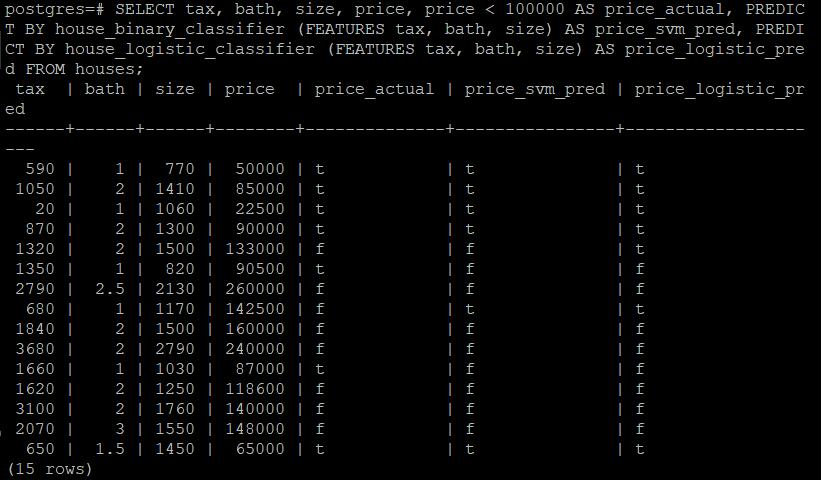 postgres=# SELECT tax, bath, size, price, price < 100000 AS price_actual, PREDIC
T BY house_binary_classifier (FEATURES tax, bath, size) AS price_svm_pred, PREDI
CT BY house_logistic_classifier (FEATURES tax, bath, size) AS price_logistic_pre
d FROM houses;
 tax  | bath | size | price  | price_actual | price_svm_pred | price_logistic_pr
ed
------+------+------+--------+--------------+----------------+------------------
---
  590 |    1 |  770 |  50000 | t            | t              | t
 1050 |    2 | 1410 |  85000 | t            | t              | t
   20 |    1 | 1060 |  22500 | t            | t              | t
  870 |    2 | 1300 |  90000 | t            | t              | t
 1320 |    2 | 1500 | 133000 | f            | f              | t
 1350 |    1 |  820 |  90500 | t            | f              | f
 2790 |  2.5 | 2130 | 260000 | f            | f              | f
  680 |    1 | 1170 | 142500 | f            | t              | t
 1840 |    2 | 1500 | 160000 | f            | f              | f
 3680 |    2 | 2790 | 240000 | f            | f              | f
 1660 |    1 | 1030 |  87000 | t            | f              | f
 1620 |    2 | 1250 | 118600 | f            | f              | f
 3100 |    2 | 1760 | 140000 | f            | f              | f
 2070 |    3 | 1550 | 148000 | f            | f              | f
  650 |  1.5 | 1450 |  65000 | t            | t              | t
(15 rows)